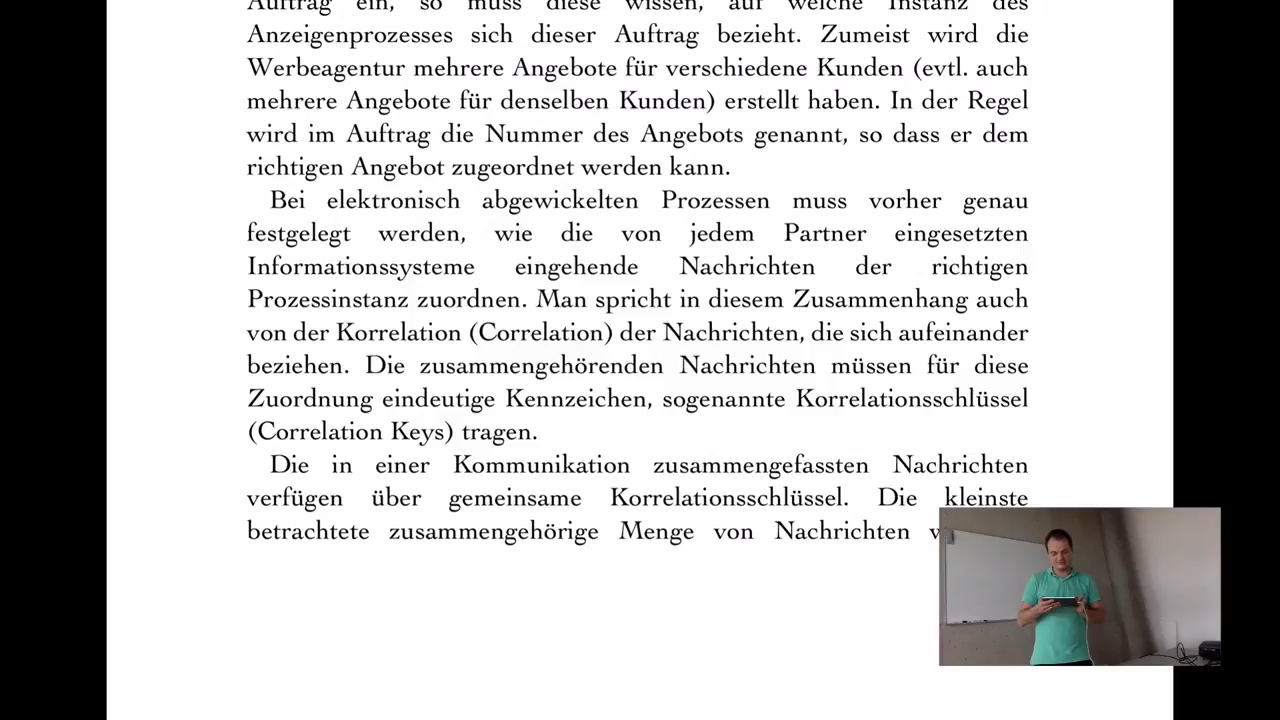 Auftrag ein, so muss diese wissen, auf welche Instanz des
Anzeigenprozesses sich dieser Auftrag bezieht. Zumeist wird die
Werbeagentur mehrere Angebote für verschiedene Kunden (evtl. auch
mehrere Angebote für denselben Kunden) erstellt haben. In der Regel
wird im Auftrag die Nummer des Angebots genannt, so dass er dem
richtigen Angebot zugeordnet werden kann.
Bei elektronisch abgewickelten Prozessen muss vorher genau
festgelegt werden, wie die von jedem Partner eingesetzten
Informationssysteme eingehende Nachrichten der richtigen
Prozessinstanz zuordnen. Man spricht in diesem Zusammenhang auch
von der Korrelation (Correlation) der Nachrichten, die sich aufeinander
beziehen. Die zusammengehörenden Nachrichten müssen für diese
Zuordnung eindeutige Kennzeichen, sogenannte Korrelationsschlüssel
(Correlation Keys) tragen.
Die in einer Kommunikation zusammengefassten Nachrichten
verfügen über gemeinsame Korrelationsschlüssel. Die kleinste
betrachtete zusammengehörige Menge von Nachrichten